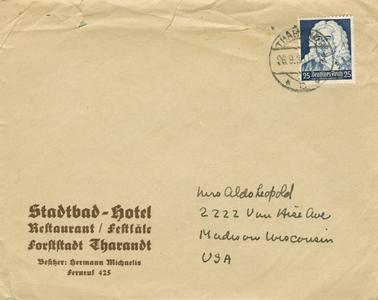 THARANDT
25 Deutsches Reich 25
Stadtbad-Hotel
Restaurant / Festsäle
Forststadt Tharandt
Besitzer: Hermann Michaelis
Fernruf 425
Mrs Aldo Leopold
2222 Van Hise Ave
Madison Wisconsin
USA